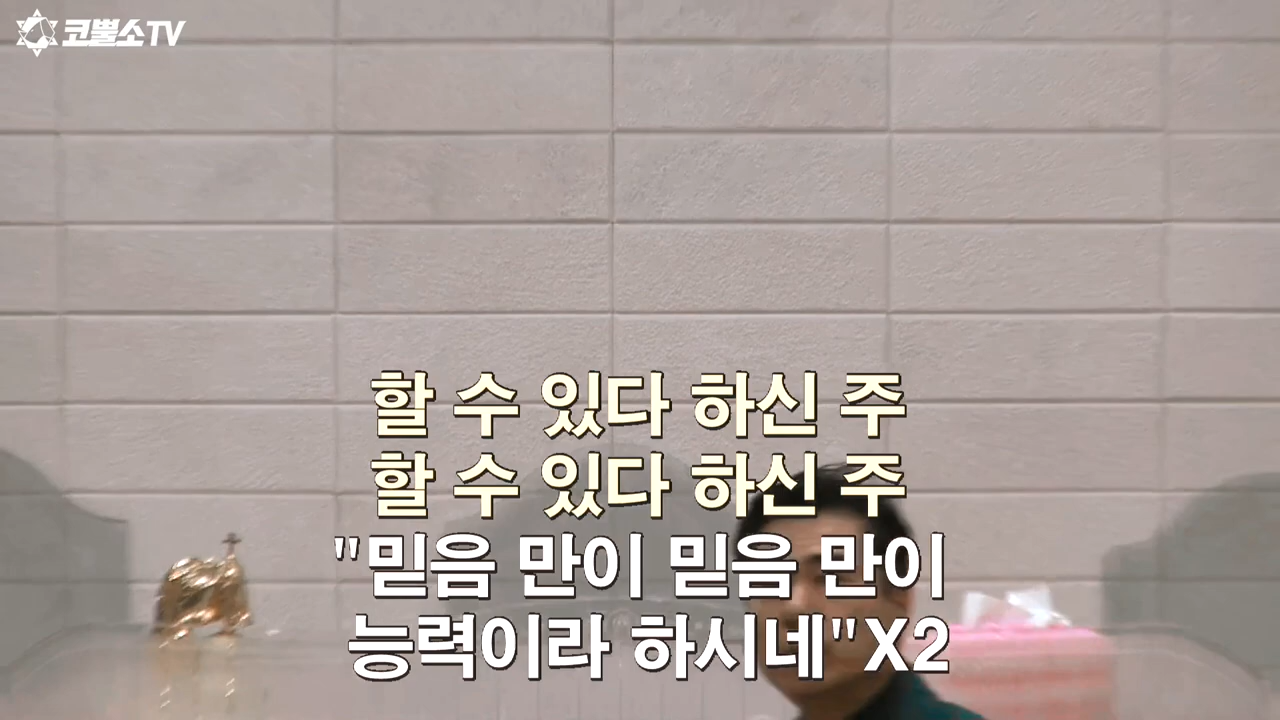 코뿔소TV
할 수 있다 하신 주
할 수 있다 하신 주
"믿음 만이 믿음 만이
능력이라 하시네"X2